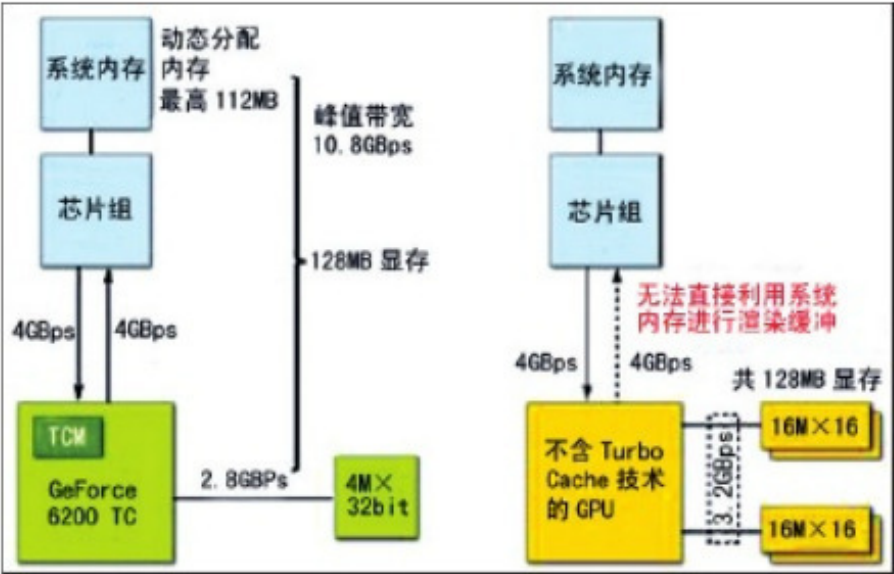 系统内存
动态分配
内存
最高 112MB
峰值带宽
10.8GBps
芯片组
128MB 显存
4GBps
4GBps
TCM
GeForce
6200 TC
2.8GBPs
4M×
32bit
系统内存
芯片组
无法直接利用系统
内存进行渲染缓冲
4GBps
4GBps
共 128MB 显存
不含 Turbo
Cache 技术
的 GPU
3.2GBps
16M×16
16M×16